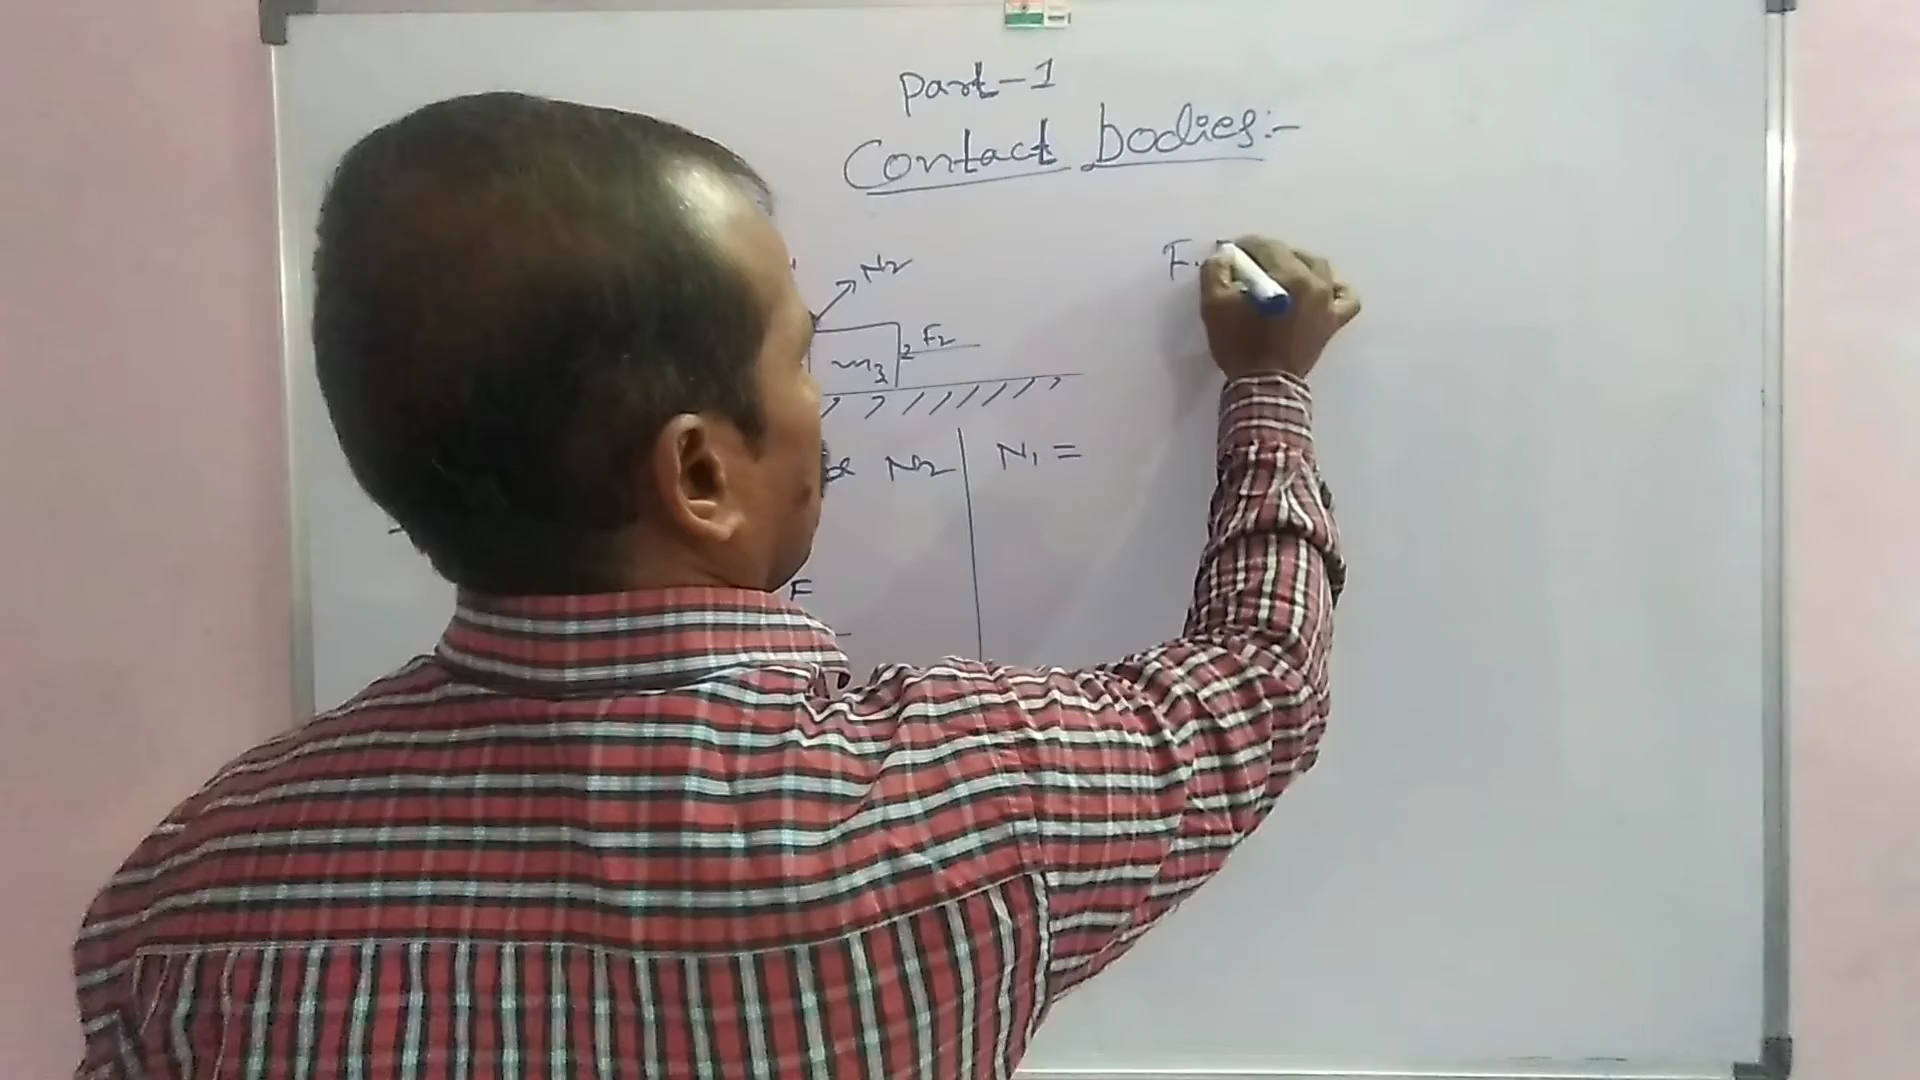 Part-1
Contact bodies:-
N2
F.
F2
m3
N2
N1 =
F